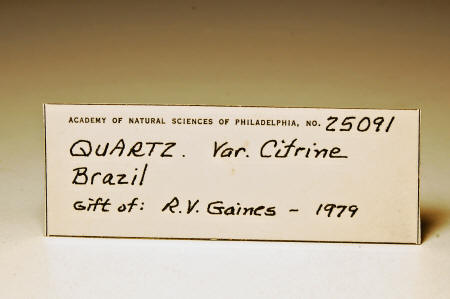 ACADEMY OF NATURAL SCIENCES OF PHILADELPHIA, NO. 25091
QUARTZ. Var. Citrine
Brazil
Gift of: R.V. Gaines - 1979